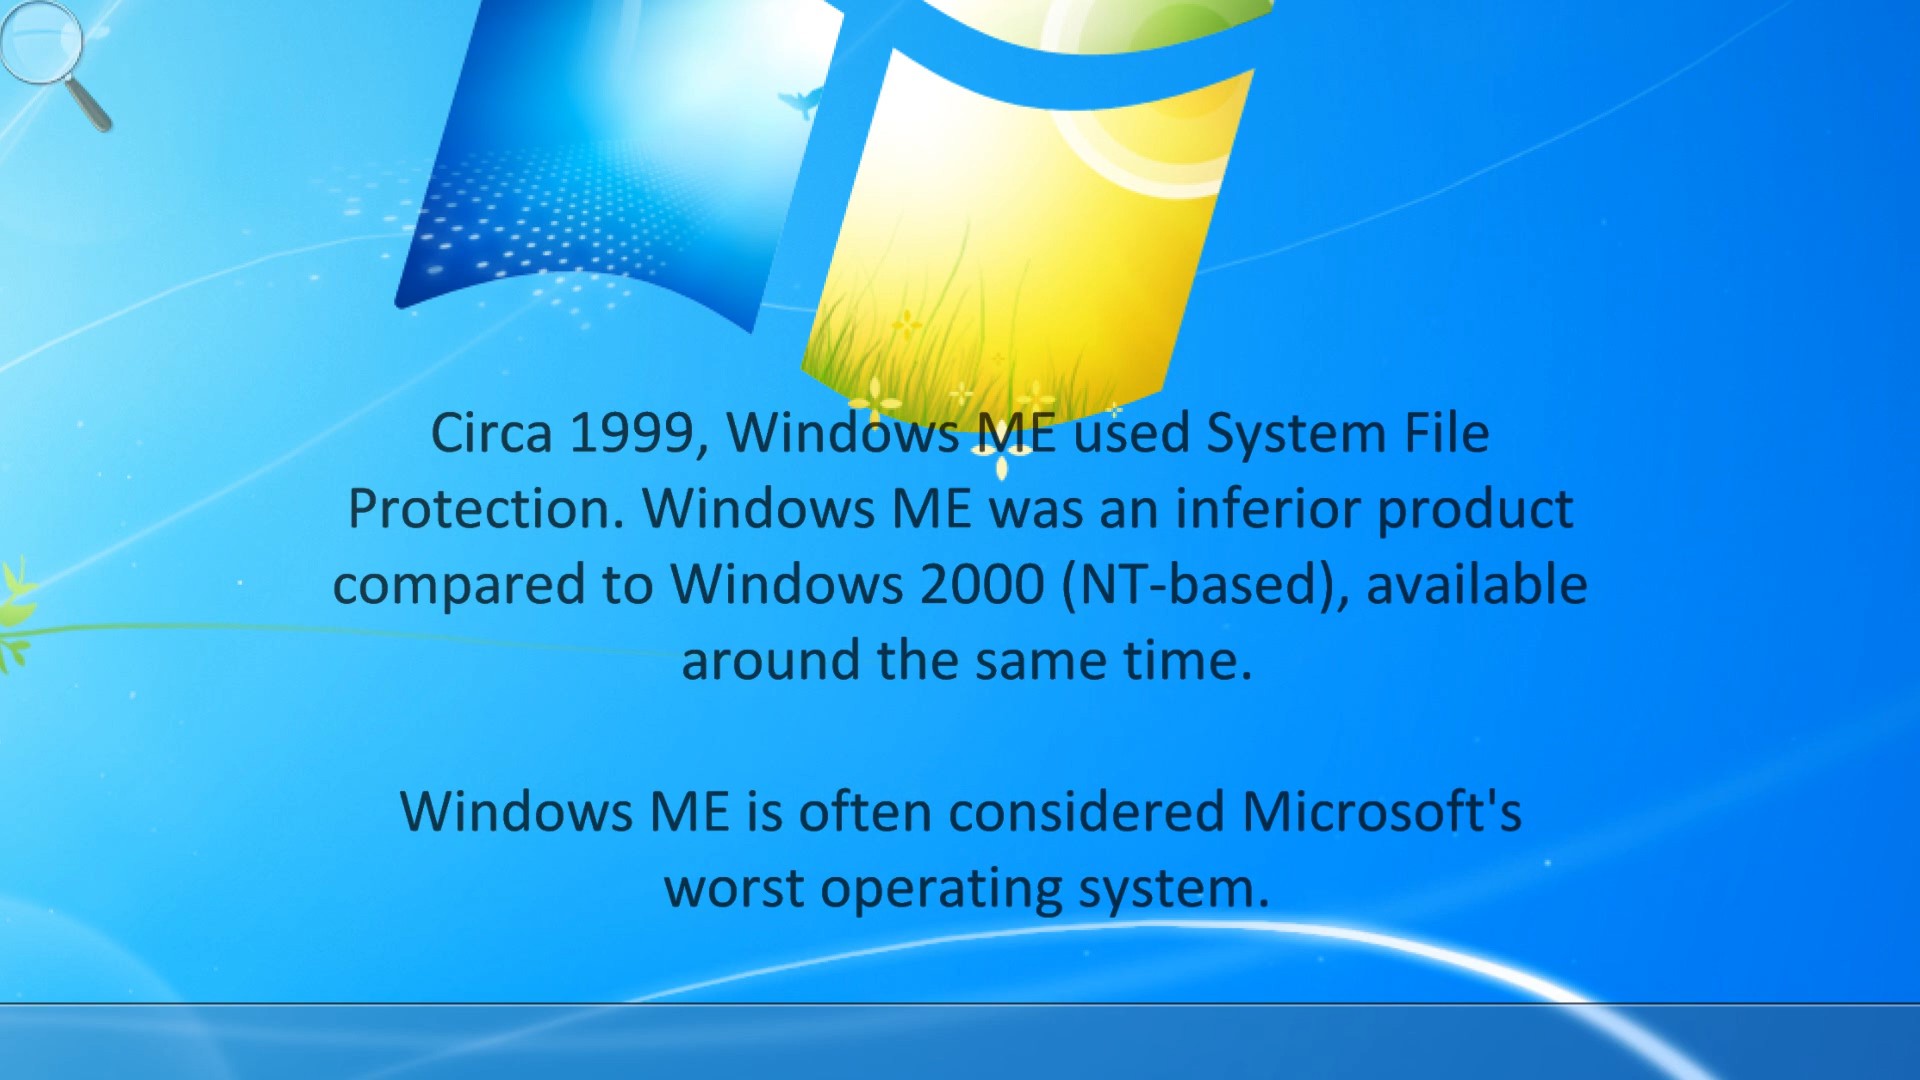 Circa 1999, Windows ME used System File
Protection. Windows ME was an inferior product
compared to Windows 2000 (NT-based), available
around the same time.
Windows ME is often considered Microsoft's
worst operating system.